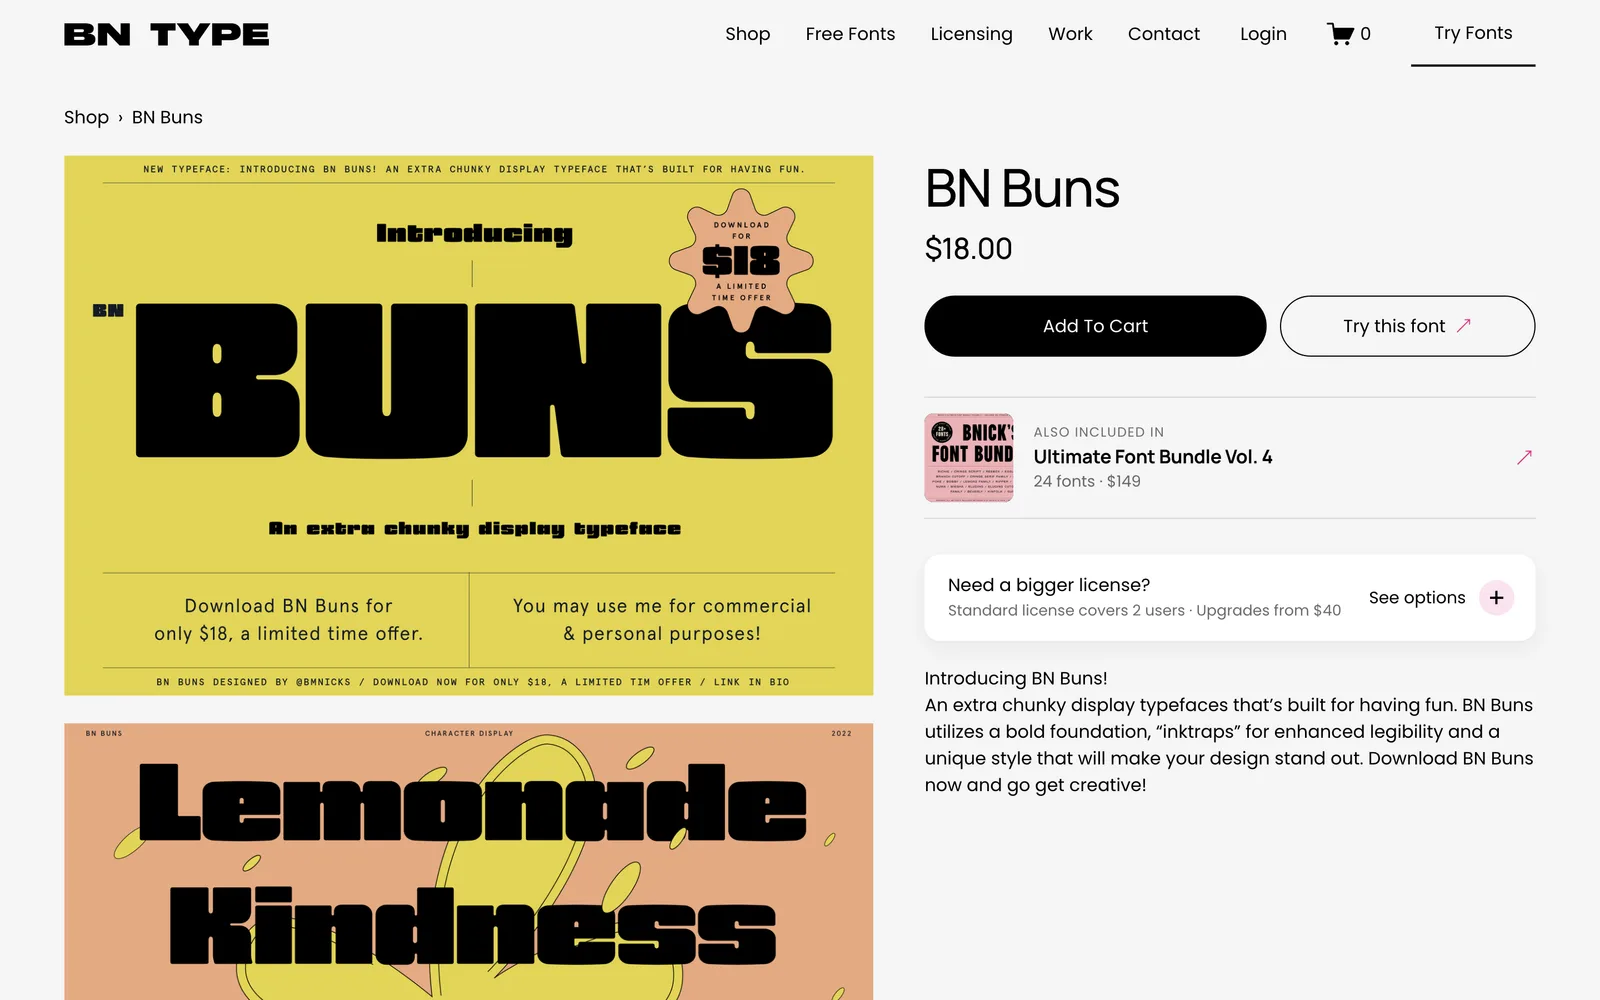 BN TYPE
Shop
Free Fonts
Licensing
Work
Contact
Login
0
Try Fonts
Shop › BN Buns
NEW TYPEFACE: INTRODUCING BN BUNS! AN EXTRA CHUNKY DISPLAY TYPEFACE THAT'S BUILT FOR HAVING FUN.
Introducing
DOWNLOAD
FOR
$18
A LIMITED
TIME OFFER
BN
BUNS
An extra chunky display typeface
Download BN Buns for
only $18, a limited time offer.
You may use me for commercial
& personal purposes!
BN BUNS DESIGNED BY @BMNICKS / DOWNLOAD NOW FOR ONLY $18, A LIMITED TIM OFFER / LINK IN BIO
BN BUNS
CHARACTER DISPLAY
2022
Lemonade
Kindness
BN Buns
$18.00
Add To Cart
Try this font
BNICK'S
FONT BUND
ALSO INCLUDED IN
Ultimate Font Bundle Vol. 4
24 fonts · $149
Need a bigger license?
Standard license covers 2 users · Upgrades from $40
See options
Introducing BN Buns!
An extra chunky display typefaces that’s built for having fun. BN Buns
utilizes a bold foundation, “inktraps” for enhanced legibility and a
unique style that will make your design stand out. Download BN Buns
now and go get creative!